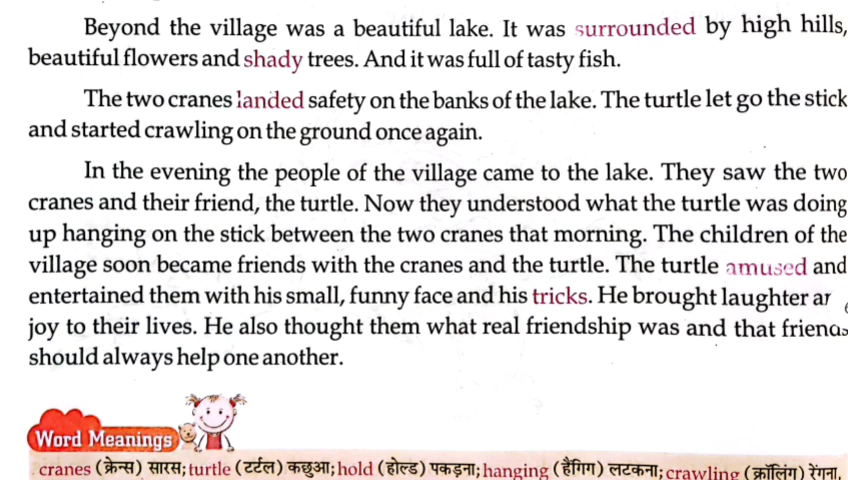 Beyond the village was a beautiful lake. It was surrounded by high hills,
beautiful flowers and shady trees. And it was full of tasty fish.
The two cranes landed safety on the banks of the lake. The turtle let go the stick
and started crawling on the ground once again.
In the evening the people of the village came to the lake. They saw the two
cranes and their friend, the turtle. Now they understood what the turtle was doing
up hanging on the stick between the two cranes that morning. The children of the
village soon became friends with the cranes and the turtle. The turtle amused and
entertained them with his small, funny face and his tricks. He brought laughter
joy to their lives. He also thought them what real friendship was and that friends
should always help one another.
Word Meanings
cranes (क्रेन्स) सारस; turtle (टर्टल) कछुआ; hold (होल्ड) पकड़ना; hanging (हैंगिंग) लटकना; crawling (क्रॉलिंग) रेंगना,